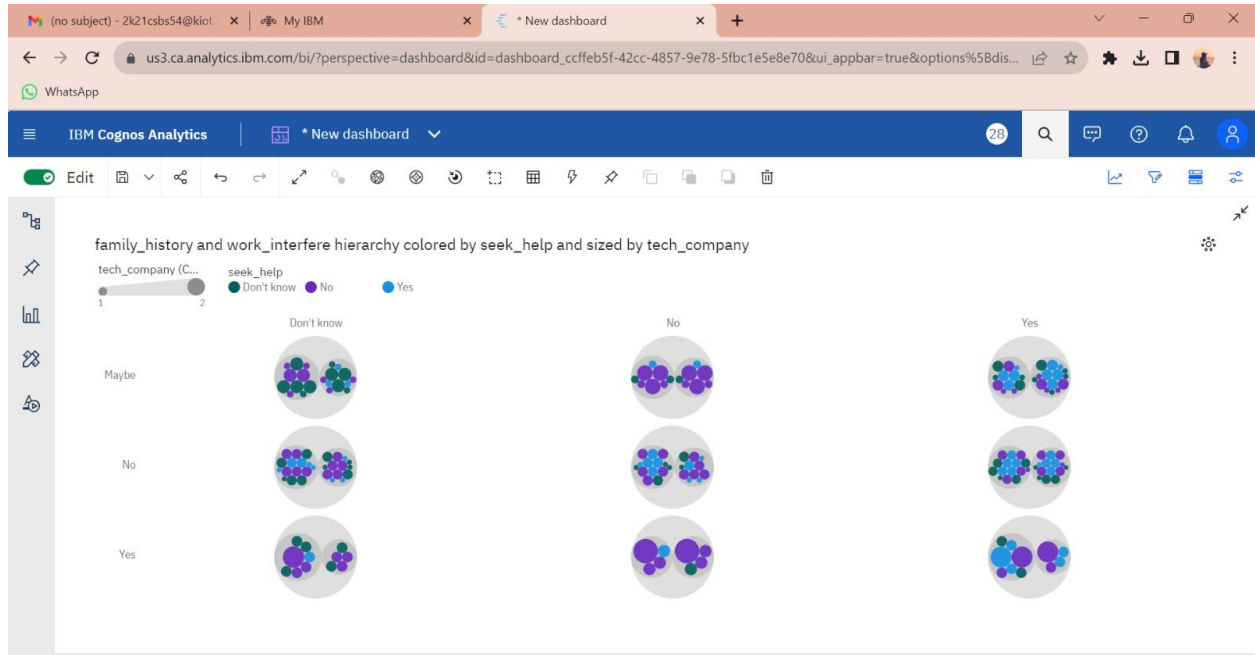 (no subject) - 2k21csbs54@kiot. My IBM * New dashboard
us3.ca.analytics.ibm.com/bi/?perspective=dashboard&id=dashboard_ccffeb5f-42cc-4857-9e78-5fbc1e5e8e70&ui_appbar=true&options%5Bdis...
WhatsApp
IBM Cognos Analytics * New dashboard 28
Edit
family_history and work_interfere hierarchy colored by seek_help and sized by tech_company
tech_company (C... seek_help
Don't know No Yes
1 2
Don't know No Yes
Maybe
No
Yes